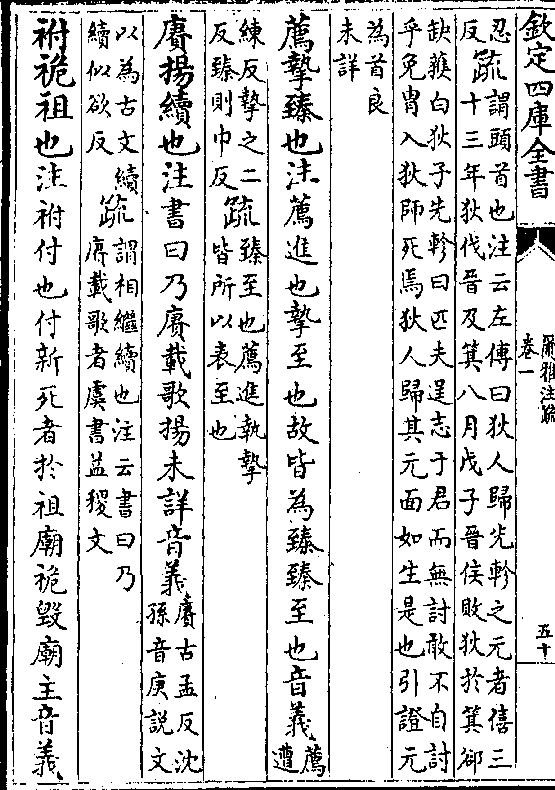 欽定四庫全書
爾雅注疏
卷一
五十
忍
反
疏
謂頭首也注云左傳曰狄人歸先軫之元者僖三
十三年狄伐晉及箕八月戊子晉侯敗狄於箕郤
缺獲白狄子先軫曰匹夫逞志于君而無討敢不自討
乎免胄入狄師死焉狄人歸其元面如生是也引證元
為首良
未詳
薦摯臻也注薦進也摯至也故皆為臻臻至也音義
薦
遭
練反摯之二
反臻則巾反
疏
臻至也薦進執摯
皆所以表至也
賡揚續也注書曰乃賡載歌揚未詳音義
賡古孟反沈
孫音庚説文
以為古文續
續似欲反
疏
謂相繼續也注云書曰乃
賡載歌者虞書益稷文
祔祪祖也注祔付也付新死者於祖廟祪毀廟主音義